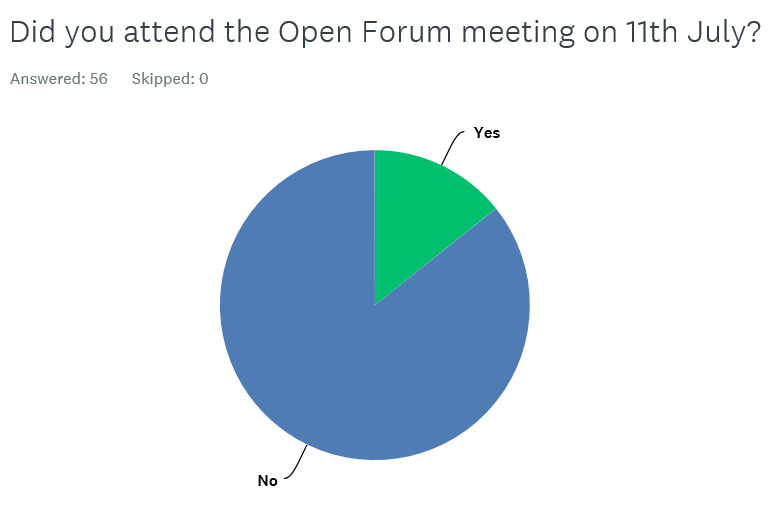 Did you attend the Open Forum meeting on 11th July?
Answered: 56 Skipped: 0
Yes
No